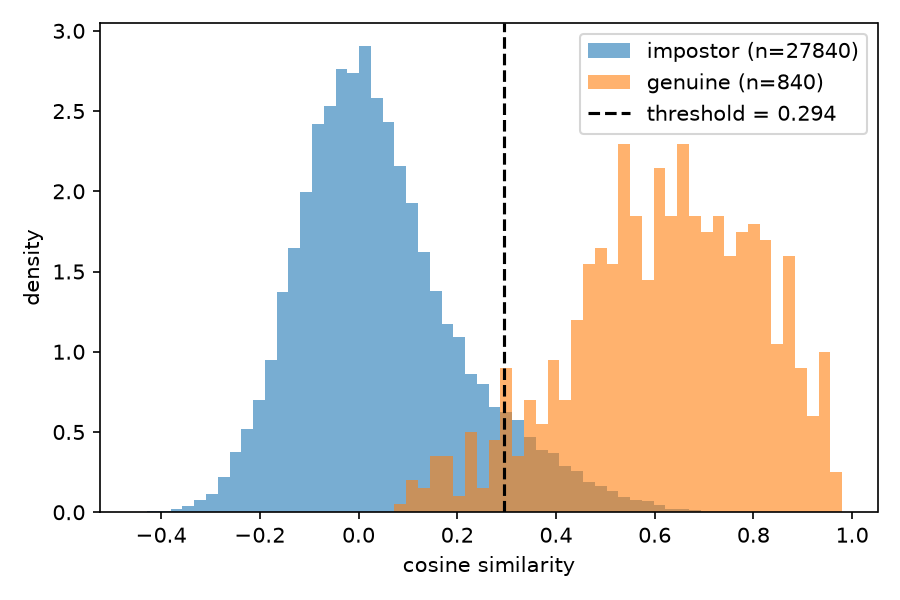 3.0
2.5
2.0
1.5
1.0
0.5
0.0
density
impostor (n=27840)
genuine (n=840)
threshold = 0.294
−0.4 −0.2 0.0 0.2 0.4 0.6 0.8 1.0
cosine similarity